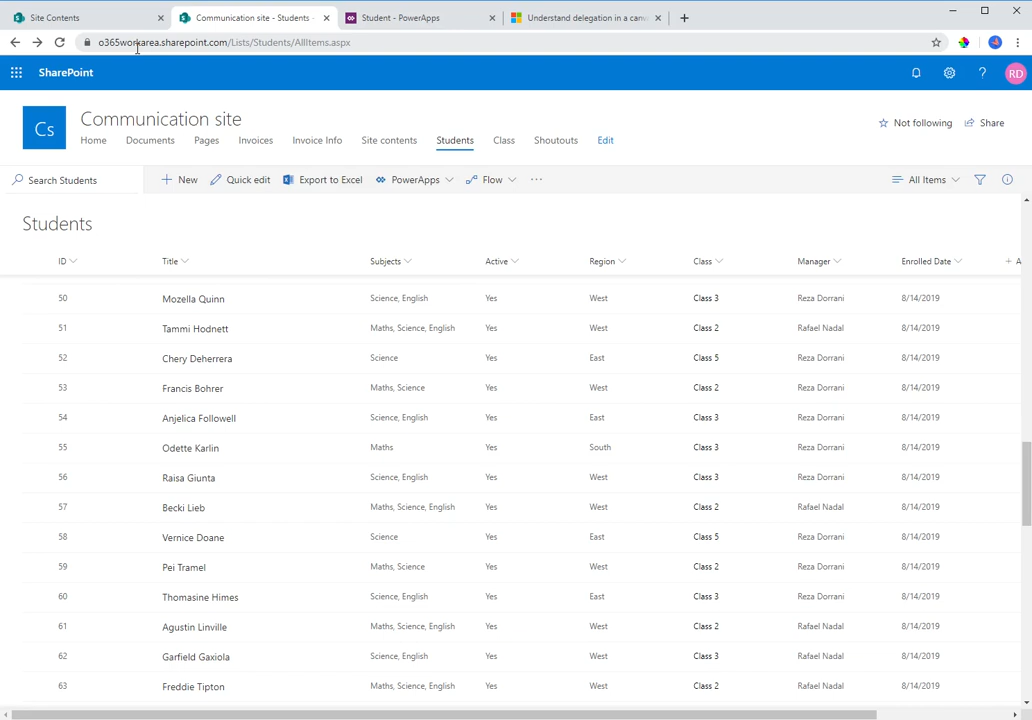 Site Contents
Communication site - Students -
Student - PowerApps
Understand delegation in a canv
o365workarea.sharepoint.com/Lists/Students/AllItems.aspx
SharePoint
RD
Cs
Communication site
Home Documents Pages Invoices Invoice Info Site contents Students Class Shoutouts Edit
Not following Share
Search Students
New Quick edit Export to Excel PowerApps Flow ...
All Items
Students
ID Title Subjects Active Region Class Manager Enrolled Date + A
50 Mozella Quinn Science, English Yes West Class 3 Reza Dorrani 8/14/2019
51 Tammi Hodnett Maths, Science, English Yes West Class 2 Rafael Nadal 8/14/2019
52 Chery Deherrera Science Yes East Class 5 Reza Dorrani 8/14/2019
53 Francis Bohrer Maths, Science Yes West Class 2 Reza Dorrani 8/14/2019
54 Anjelica Followell Science, English Yes East Class 3 Reza Dorrani 8/14/2019
55 Odette Karlin Maths Yes South Class 3 Reza Dorrani 8/14/2019
56 Raisa Giunta Science, English Yes West Class 3 Reza Dorrani 8/14/2019
57 Becki Lieb Maths, Science, English Yes West Class 2 Rafael Nadal 8/14/2019
58 Vernice Doane Science Yes East Class 5 Reza Dorrani 8/14/2019
59 Pei Tramel Maths, Science Yes West Class 2 Reza Dorrani 8/14/2019
60 Thomasine Himes Science, English Yes East Class 3 Reza Dorrani 8/14/2019
61 Agustin Linville Maths, Science, English Yes West Class 2 Rafael Nadal 8/14/2019
62 Garfield Gaxiola Science, English Yes West Class 3 Reza Dorrani 8/14/2019
63 Freddie Tipton Maths, Science, English Yes West Class 2 Rafael Nadal 8/14/2019